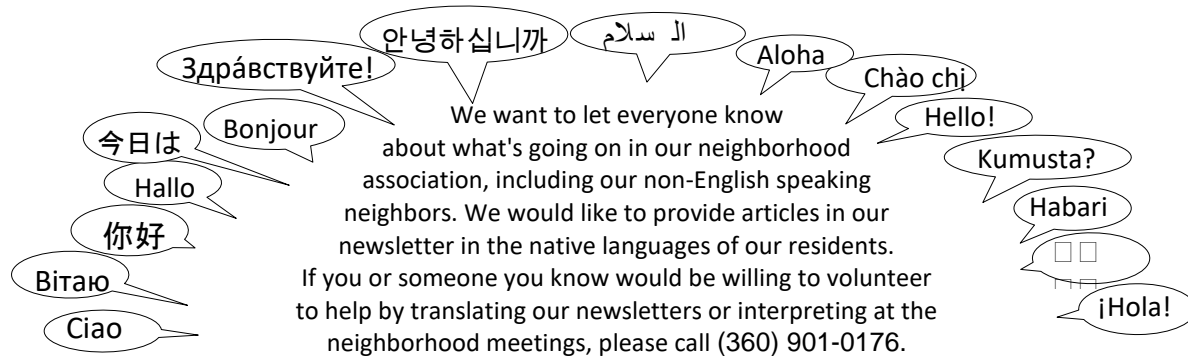 안녕하십니까
الـ سلام
Здрáвствуйте!
Aloha
Chào chị
Bonjour
Hello!
今日は
Kumusta?
Hallo
Habari
你好
Вітаю
¡Hola!
Ciao
We want to let everyone know
about what's going on in our neighborhood
association, including our non-English speaking
neighbors. We would like to provide articles in our
newsletter in the native languages of our residents.
If you or someone you know would be willing to volunteer
to help by translating our newsletters or interpreting at the
neighborhood meetings, please call (360) 901-0176.